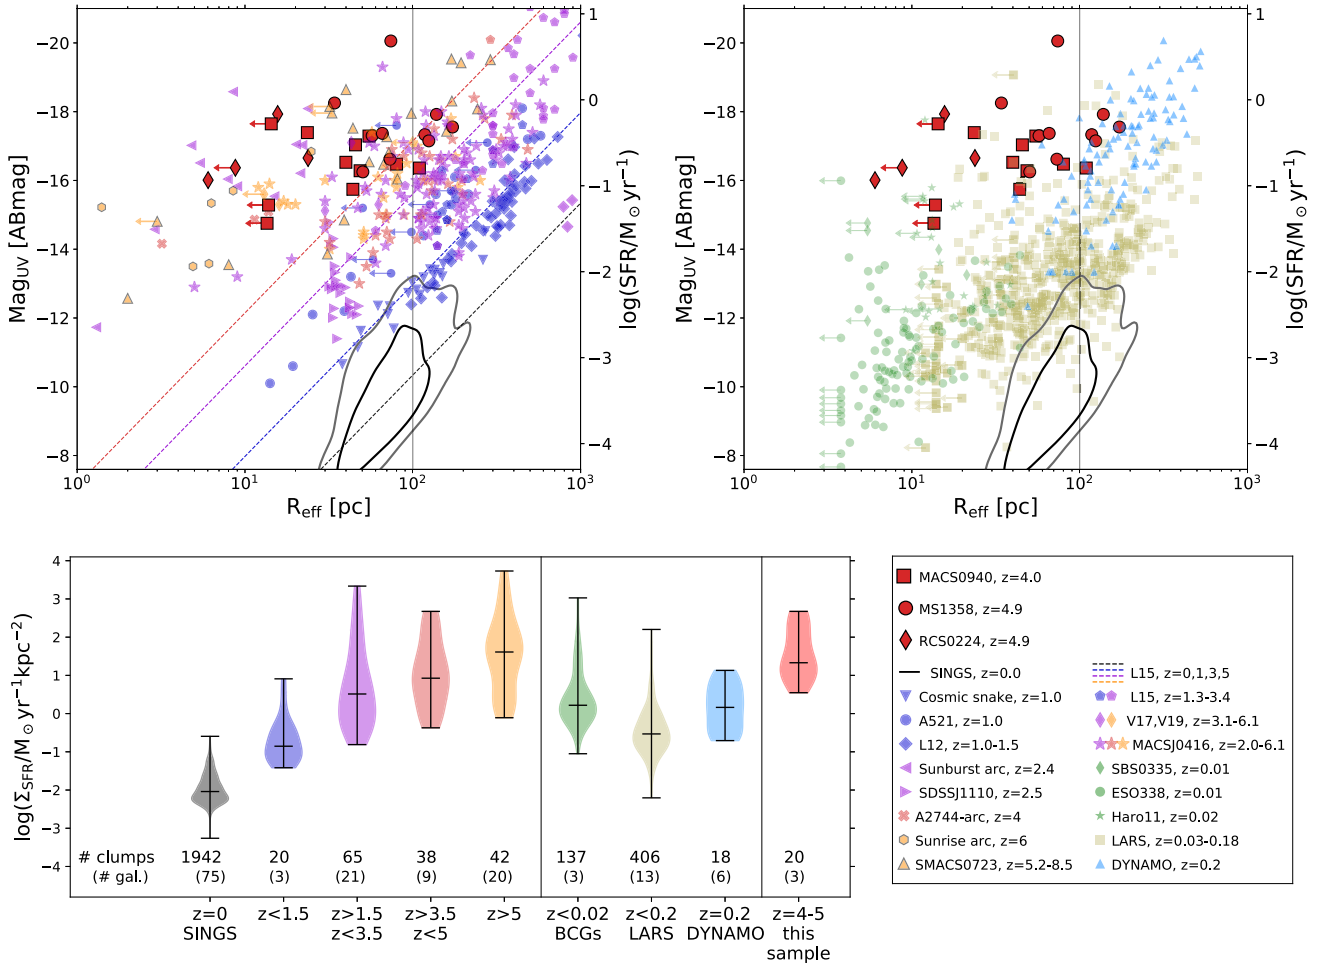 −20
−18
−16
−14
−12
−10
−8
Mag_UV [ABmag]
10^0
10^1
10^2
10^3
R_eff [pc]
1
0
−1
−2
−3
−4
log(SFR/M_⊙yr^−1)
−20
−18
−16
−14
−12
−10
−8
Mag_UV [ABmag]
10^0
10^1
10^2
10^3
R_eff [pc]
1
0
−1
−2
−3
−4
log(SFR/M_⊙yr^−1)
4
3
2
1
0
−1
−2
−3
−4
log(Σ_SFR/M_⊙yr^−1kpc^−2)
# clumps 1942 20 65 38 42 137 406 18 20
(# gal.) (75) (3) (21) (9) (20) (3) (13) (6) (3)
z=0
SINGS
z<1.5
z>1.5
z<3.5
z>3.5
z<5
z>5
z<0.02
BCGs
z<0.2
LARS
z=0.2
DYNAMO
z=4-5
this
sample
MACS0940, z=4.0
MS1358, z=4.9
RCS0224, z=4.9
SINGS, z=0.0
Cosmic snake, z=1.0
A521, z=1.0
L12, z=1.0-1.5
Sunburst arc, z=2.4
SDSSJ1110, z=2.5
A2744-arc, z=4
Sunrise arc, z=6
SMACS0723, z=5.2-8.5
L15, z=0,1,3,5
L15, z=1.3-3.4
V17,V19, z=3.1-6.1
MACSJ0416, z=2.0-6.1
SBS0335, z=0.01
ESO338, z=0.01
Haro11, z=0.02
LARS, z=0.03-0.18
DYNAMO, z=0.2